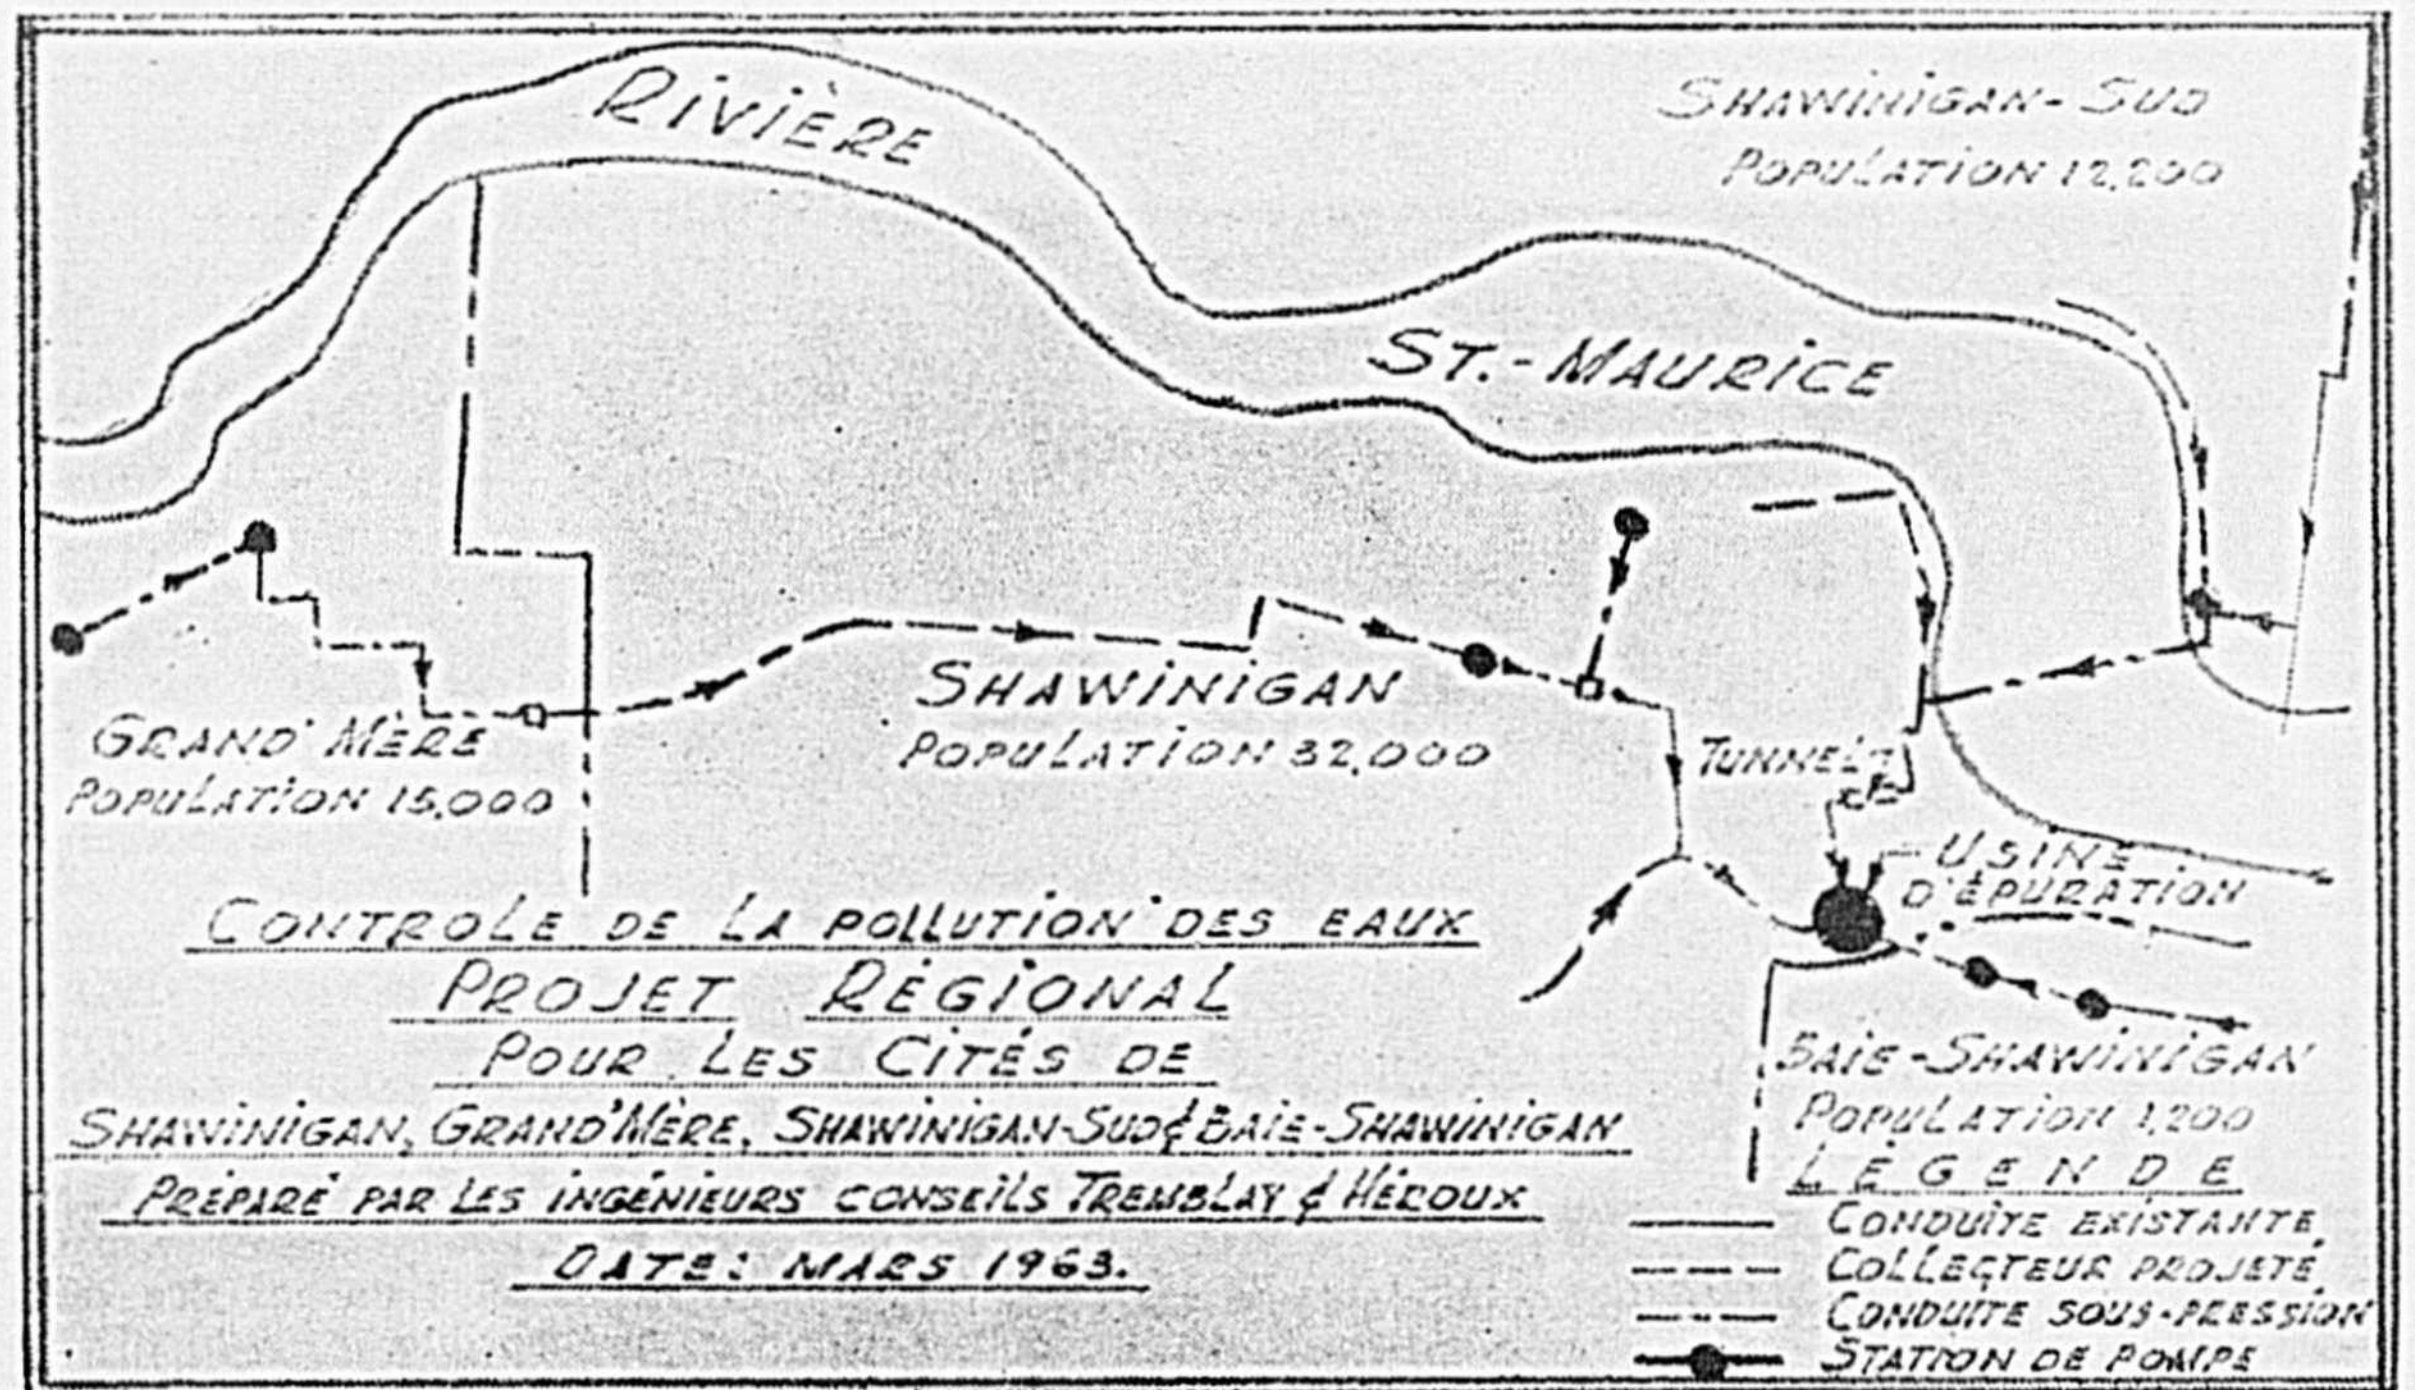 RIVIÈRE
SHAWINIGAN-SUD
POPULATION 12,200
ST.-MAURICE
SHAWINIGAN
POPULATION 32,000
GRAND'MÈRE
POPULATION 15,000
TUNNEL
USINE
D'ÉPURATION
CONTROLE DE LA POLLUTION DES EAUX
PROJET RÉGIONAL
POUR LES CITÉS DE
SHAWINIGAN, GRAND'MÈRE, SHAWINIGAN-SUD & BAIE-SHAWINIGAN
PRÉPARÉ PAR LES INGÉNIEURS CONSEILS TREMBLAY & HÉROUX
DATE: MARS 1963.
BAIE-SHAWINIGAN
POPULATION 1,200
LÉGENDE
CONDUITE EXISTANTE
COLLECTEUR PROJETÉ
CONDUITE SOUS-PRESSION
STATION DE POMPE